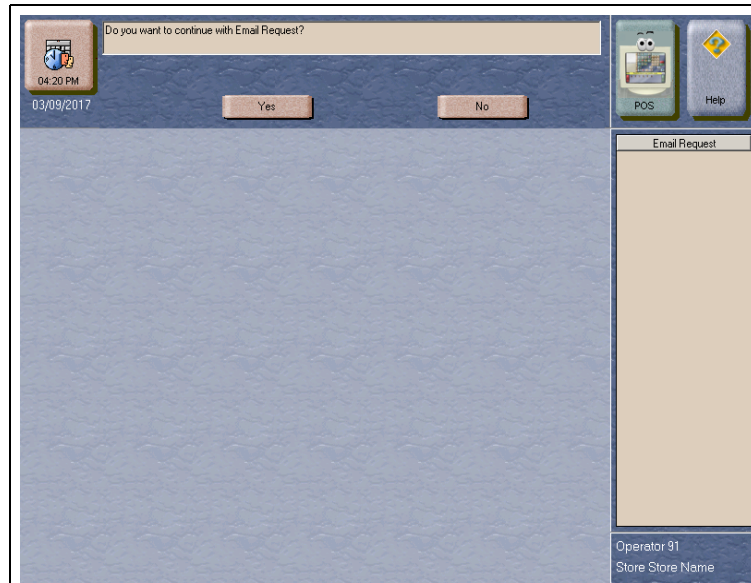 Do you want to continue with Email Request?
04:20 PM
03/09/2017
Yes
No
POS
Help
Email Request
Operator 91
Store Store Name